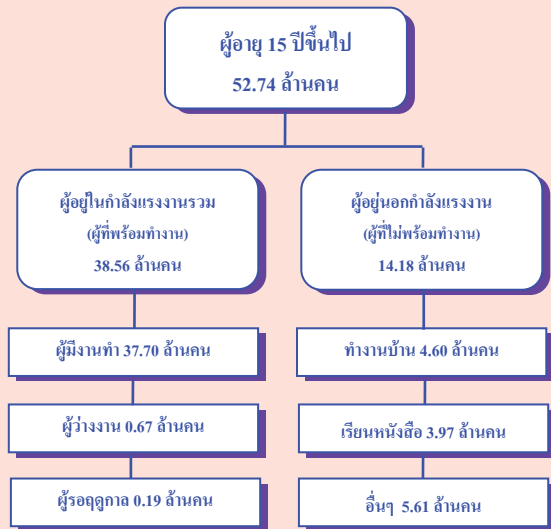 ผู้อายุ 15 ปีขึ้นไป
52.74 ล้านคน
ผู้อยู่ในกำลังแรงงานรวม
(ผู้ที่พร้อมทำงาน)
38.56 ล้านคน
ผู้อยู่นอกกำลังแรงงาน
(ผู้ที่ไม่พร้อมทำงาน)
14.18 ล้านคน
ผู้มีงานทำ 37.70 ล้านคน
ทำงานบ้าน 4.60 ล้านคน
ผู้ว่างงาน 0.67 ล้านคน
เรียนหนังสือ 3.97 ล้านคน
ผู้รอฤดูกาล 0.19 ล้านคน
อื่นๆ 5.61 ล้านคน